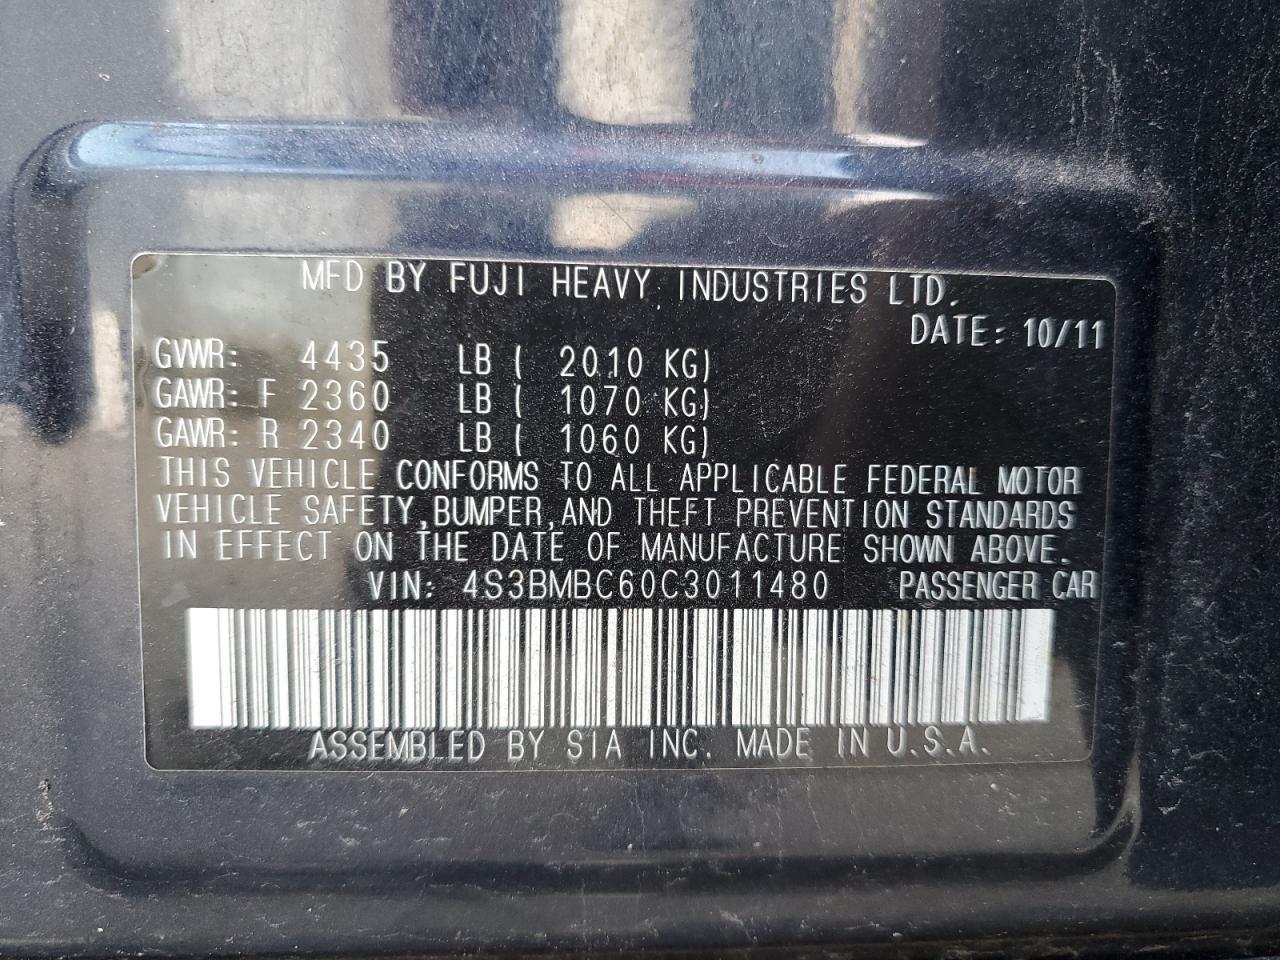 MFD BY FUJI HEAVY INDUSTRIES LTD.
DATE: 10/11
GVWR: 4435 LB ( 2010 KG)
GAWR: F 2360 LB ( 1070 KG)
GAWR: R 2340 LB ( 1060 KG)
THIS VEHICLE CONFORMS TO ALL APPLICABLE FEDERAL MOTOR
VEHICLE SAFETY, BUMPER, AND THEFT PREVENTION STANDARDS
IN EFFECT ON THE DATE OF MANUFACTURE SHOWN ABOVE.
VIN: 4S3BMBC60C3011480 PASSENGER CAR
ASSEMBLED BY SIA INC. MADE IN U.S.A.